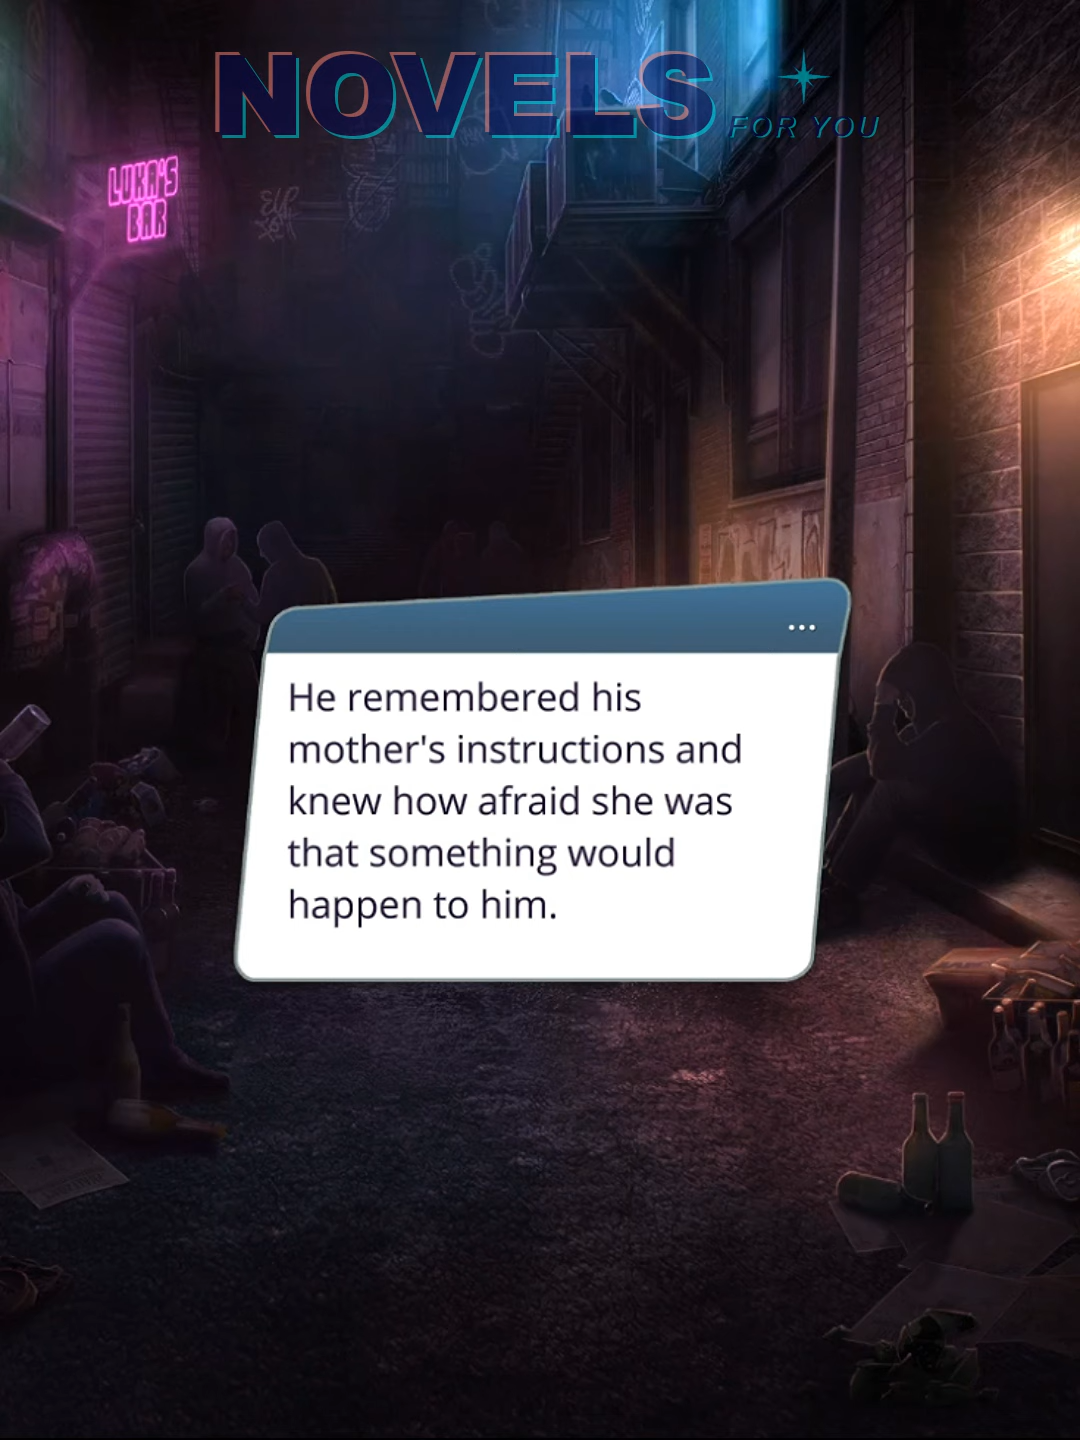 NOVELS
FOR YOU
LUKA'S
BAR
...
He remembered his
mother's instructions and
knew how afraid she was
that something would
happen to him.